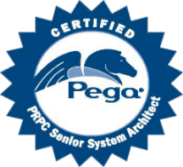 CERTIFIED
Pega®
PRPC Senior System Architect